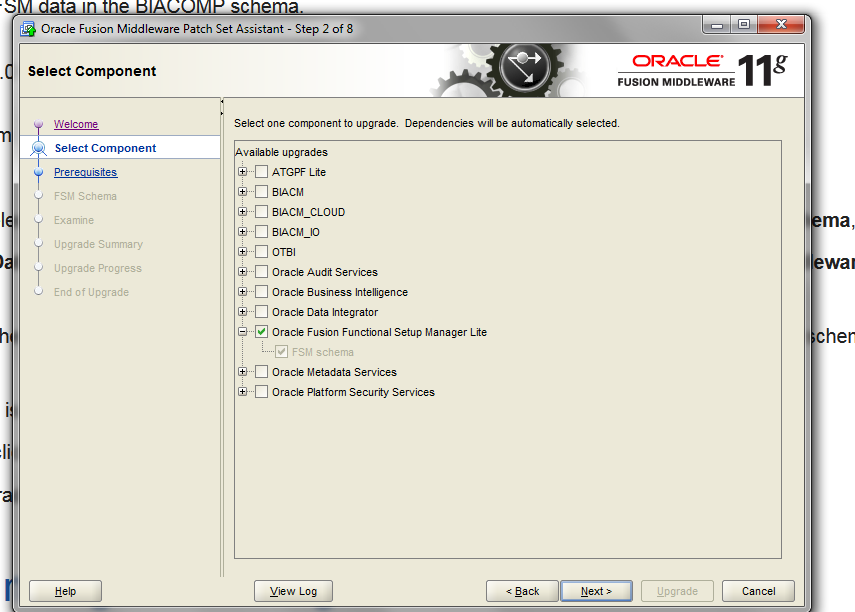 FSM data in the BIACOMP schema.
Oracle Fusion Middleware Patch Set Assistant - Step 2 of 8
Select Component
ORACLE
FUSION MIDDLEWARE 11g
Welcome
Select Component
Prerequisites
FSM Schema
Examine
Upgrade Summary
Upgrade Progress
End of Upgrade
Select one component to upgrade. Dependencies will be automatically selected.
Available upgrades
ATGPF Lite
BIACM
BIACM_CLOUD
BIACM_IO
OTBI
Oracle Audit Services
Oracle Business Intelligence
Oracle Data Integrator
Oracle Fusion Functional Setup Manager Lite
FSM schema
Oracle Metadata Services
Oracle Platform Security Services
Help
View Log
< Back
Next >
Upgrade
Cancel